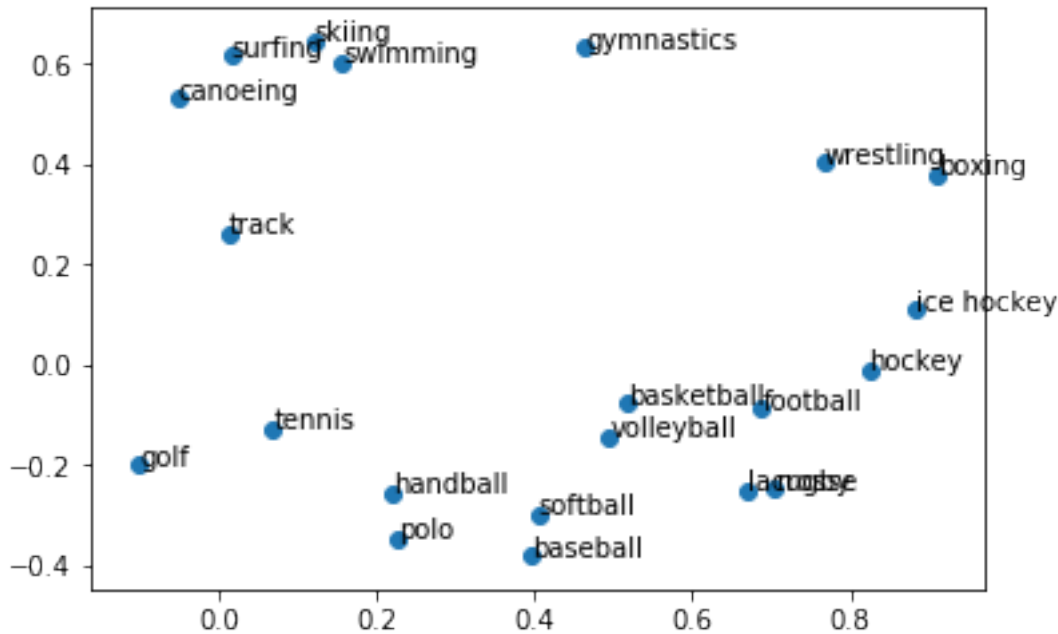 skiing
surfing
gymnastics
swimming
0.6
canoeing
0.4
wrestling
boxing
track
0.2
ice hockey
0.0
hockey
basketball
football
tennis
volleyball
−0.2
golf
handball
lacrosse
rugby
softball
polo
baseball
−0.4
0.0
0.2
0.4
0.6
0.8